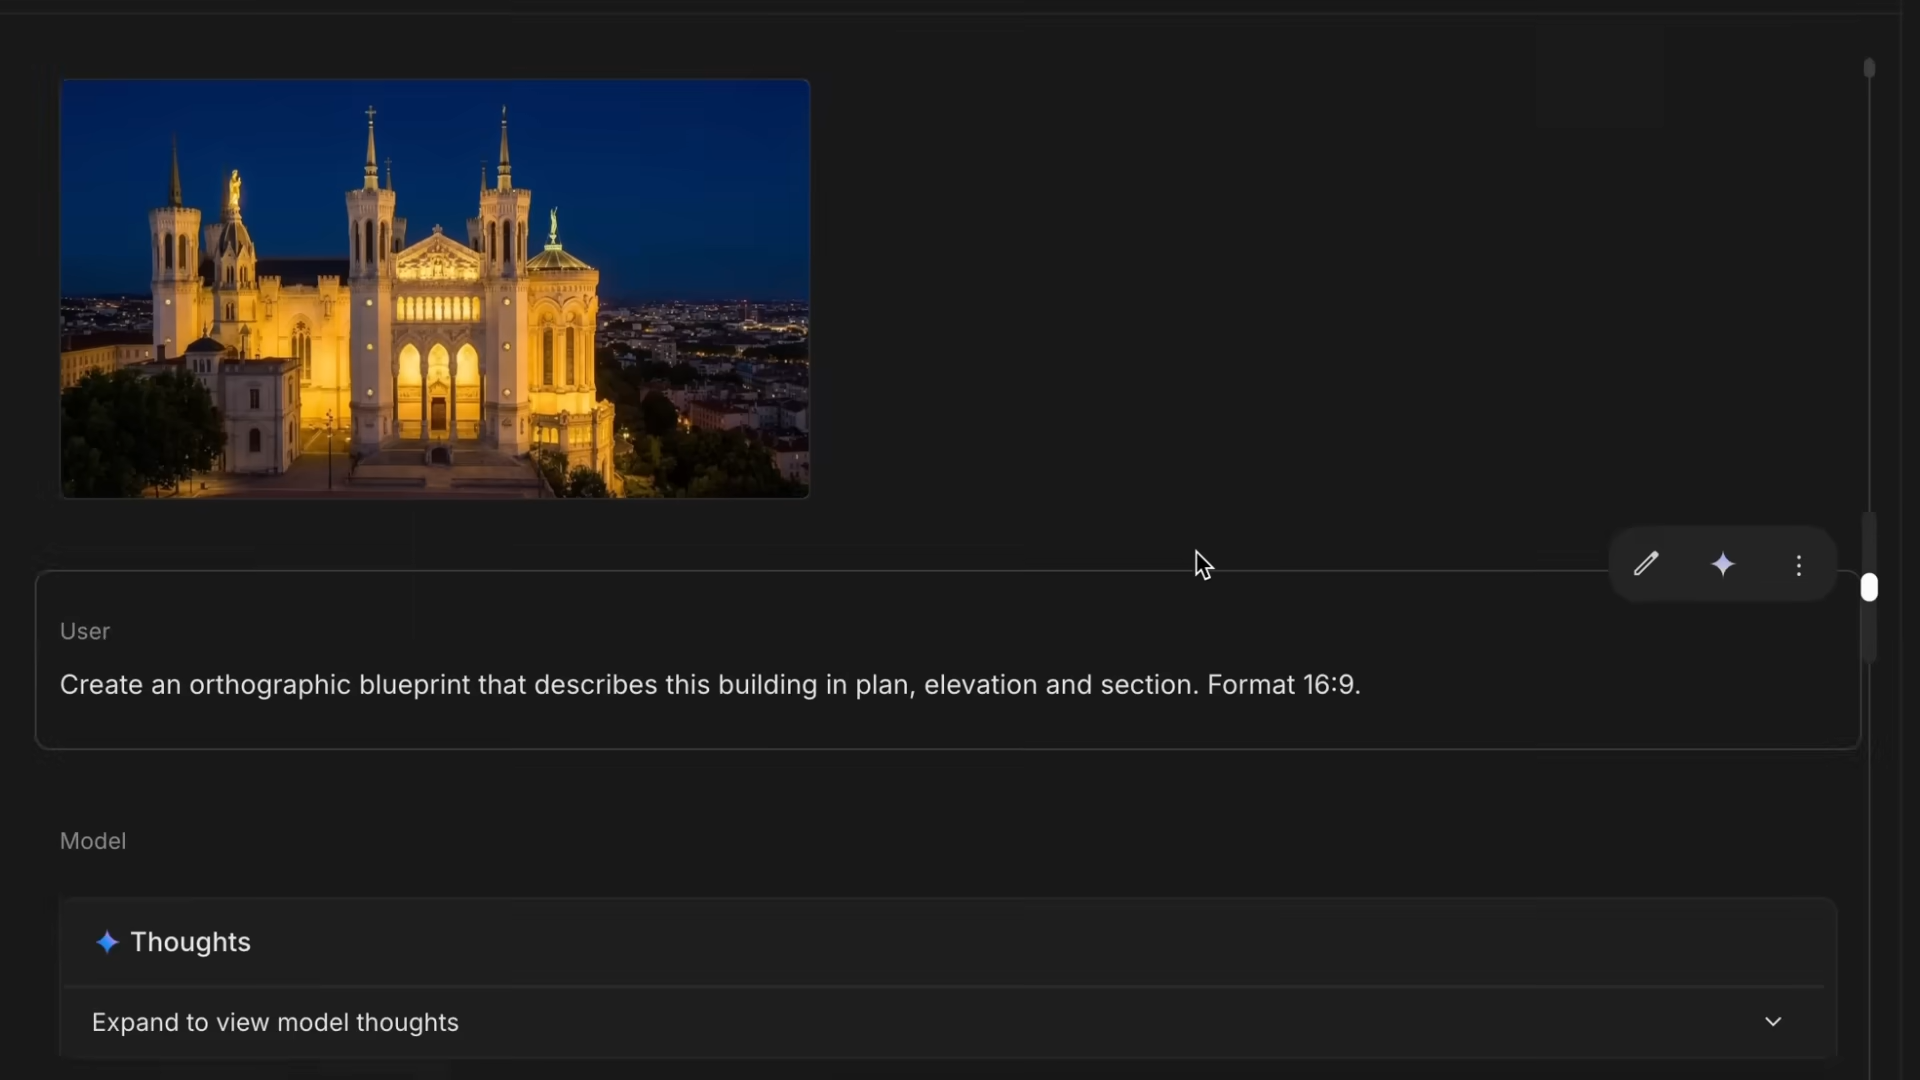 User
Create an orthographic blueprint that describes this building in plan, elevation and section. Format 16:9.
Model
Thoughts
Expand to view model thoughts